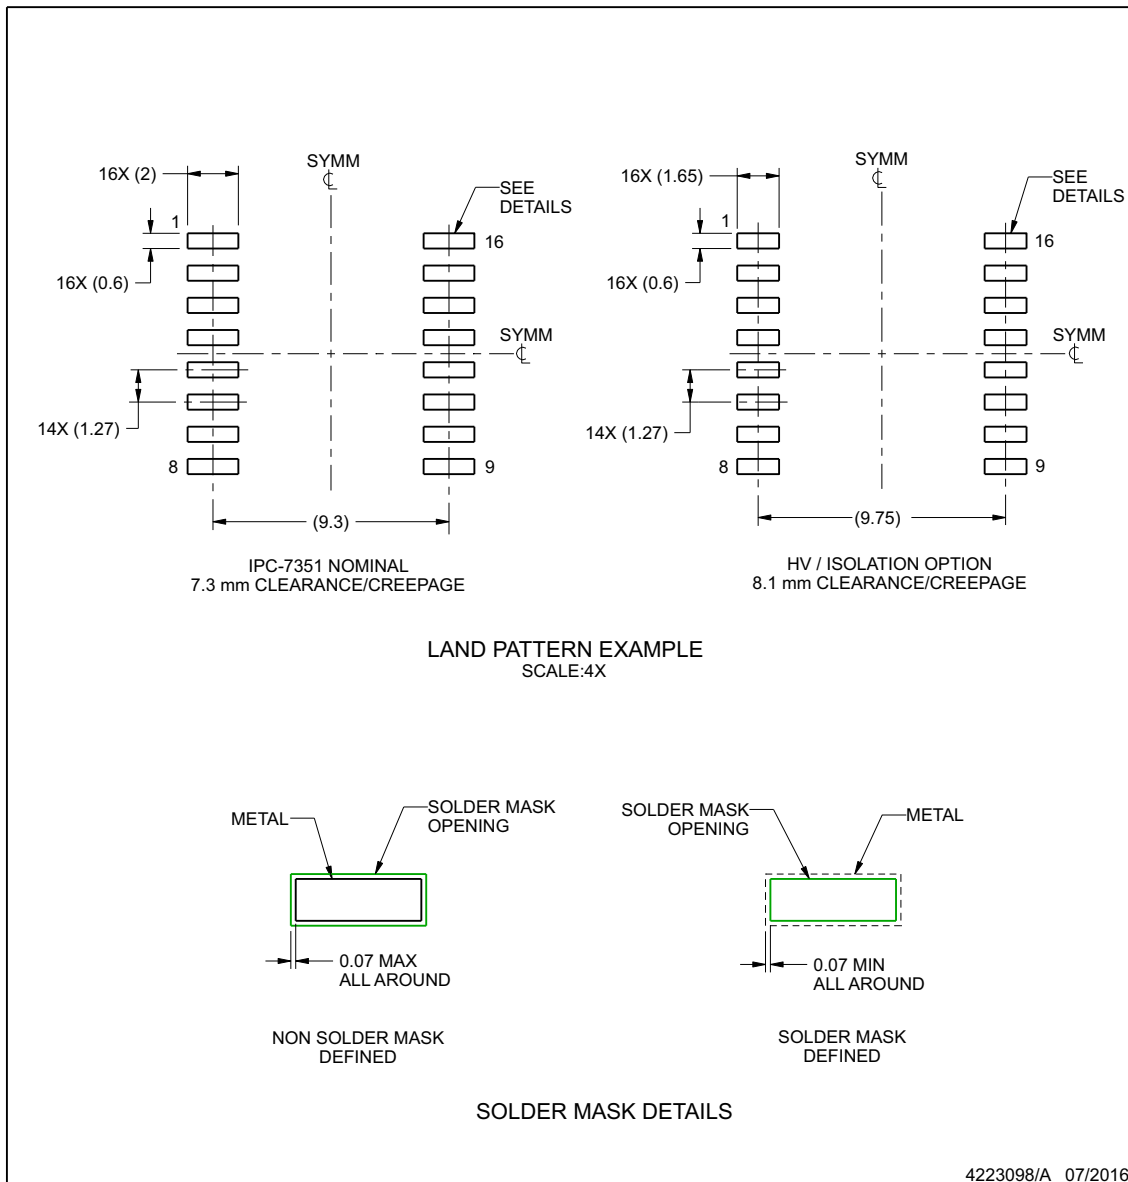 SYMM
℄
16X (2)
SEE
DETAILS
1
16
16X (0.6)
SYMM
℄
14X (1.27)
8
9
(9.3)
IPC-7351 NOMINAL
7.3 mm CLEARANCE/CREEPAGE
SYMM
℄
16X (1.65)
SEE
DETAILS
1
16
16X (0.6)
SYMM
℄
14X (1.27)
8
9
(9.75)
HV / ISOLATION OPTION
8.1 mm CLEARANCE/CREEPAGE
LAND PATTERN EXAMPLE
SCALE:4X
METAL
SOLDER MASK
OPENING
0.07 MAX
ALL AROUND
NON SOLDER MASK
DEFINED
SOLDER MASK
OPENING
METAL
0.07 MIN
ALL AROUND
SOLDER MASK
DEFINED
SOLDER MASK DETAILS
4223098/A 07/2016